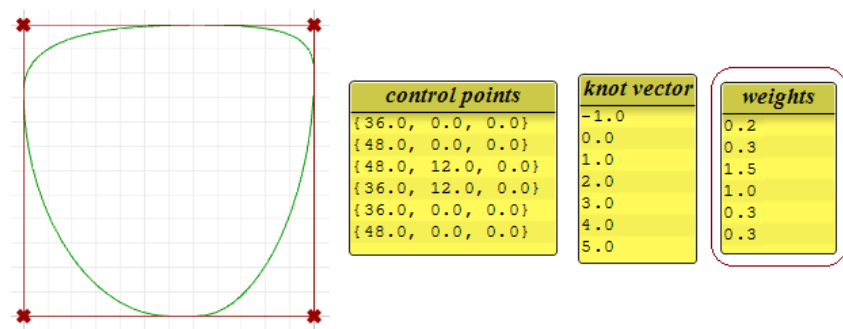 control points
{36.0, 0.0, 0.0}
{48.0, 0.0, 0.0}
{48.0, 12.0, 0.0}
{36.0, 12.0, 0.0}
{36.0, 0.0, 0.0}
{48.0, 0.0, 0.0}
knot vector
-1.0
0.0
1.0
2.0
3.0
4.0
5.0
weights
0.2
0.3
1.5
1.0
0.3
0.3